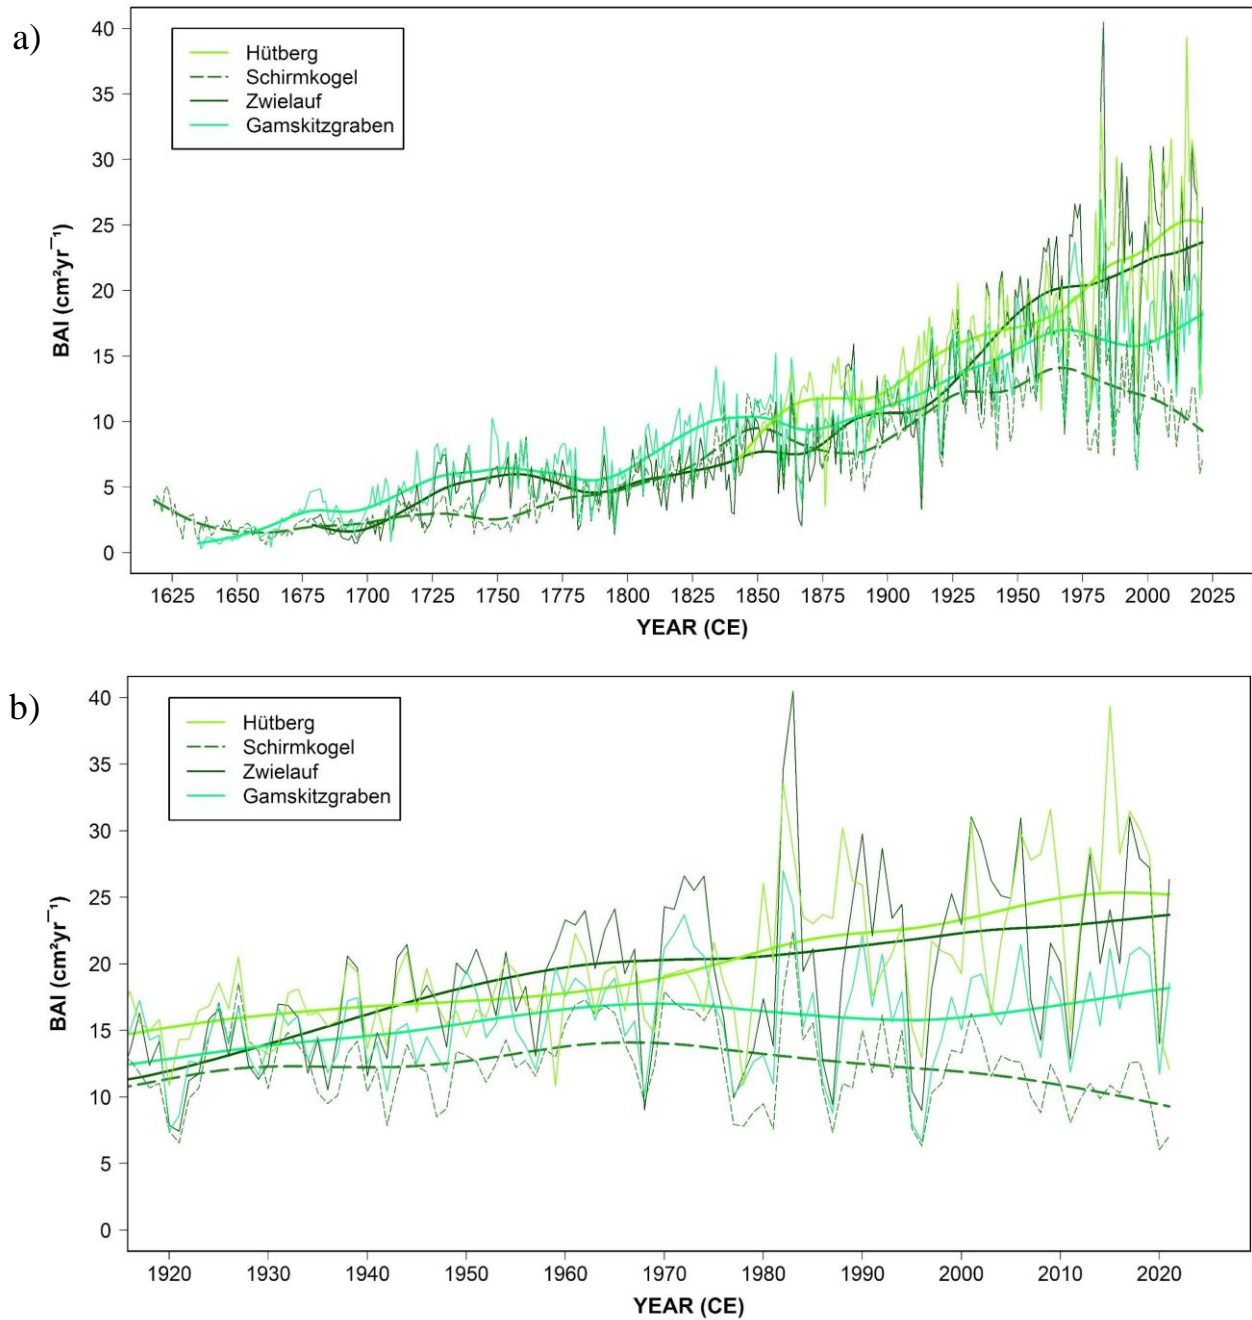 a)
40
35
30
25
20
15
10
5
0
BAI (cm²yr⁻¹)
Hütberg
Schirmkogel
Zwielauf
Gamskitzgraben
1625 1650 1675 1700 1725 1750 1775 1800 1825 1850 1875 1900 1925 1950 1975 2000 2025
YEAR (CE)
b)
40
35
30
25
20
15
10
5
0
BAI (cm²yr⁻¹)
Hütberg
Schirmkogel
Zwielauf
Gamskitzgraben
1920 1930 1940 1950 1960 1970 1980 1990 2000 2010 2020
YEAR (CE)